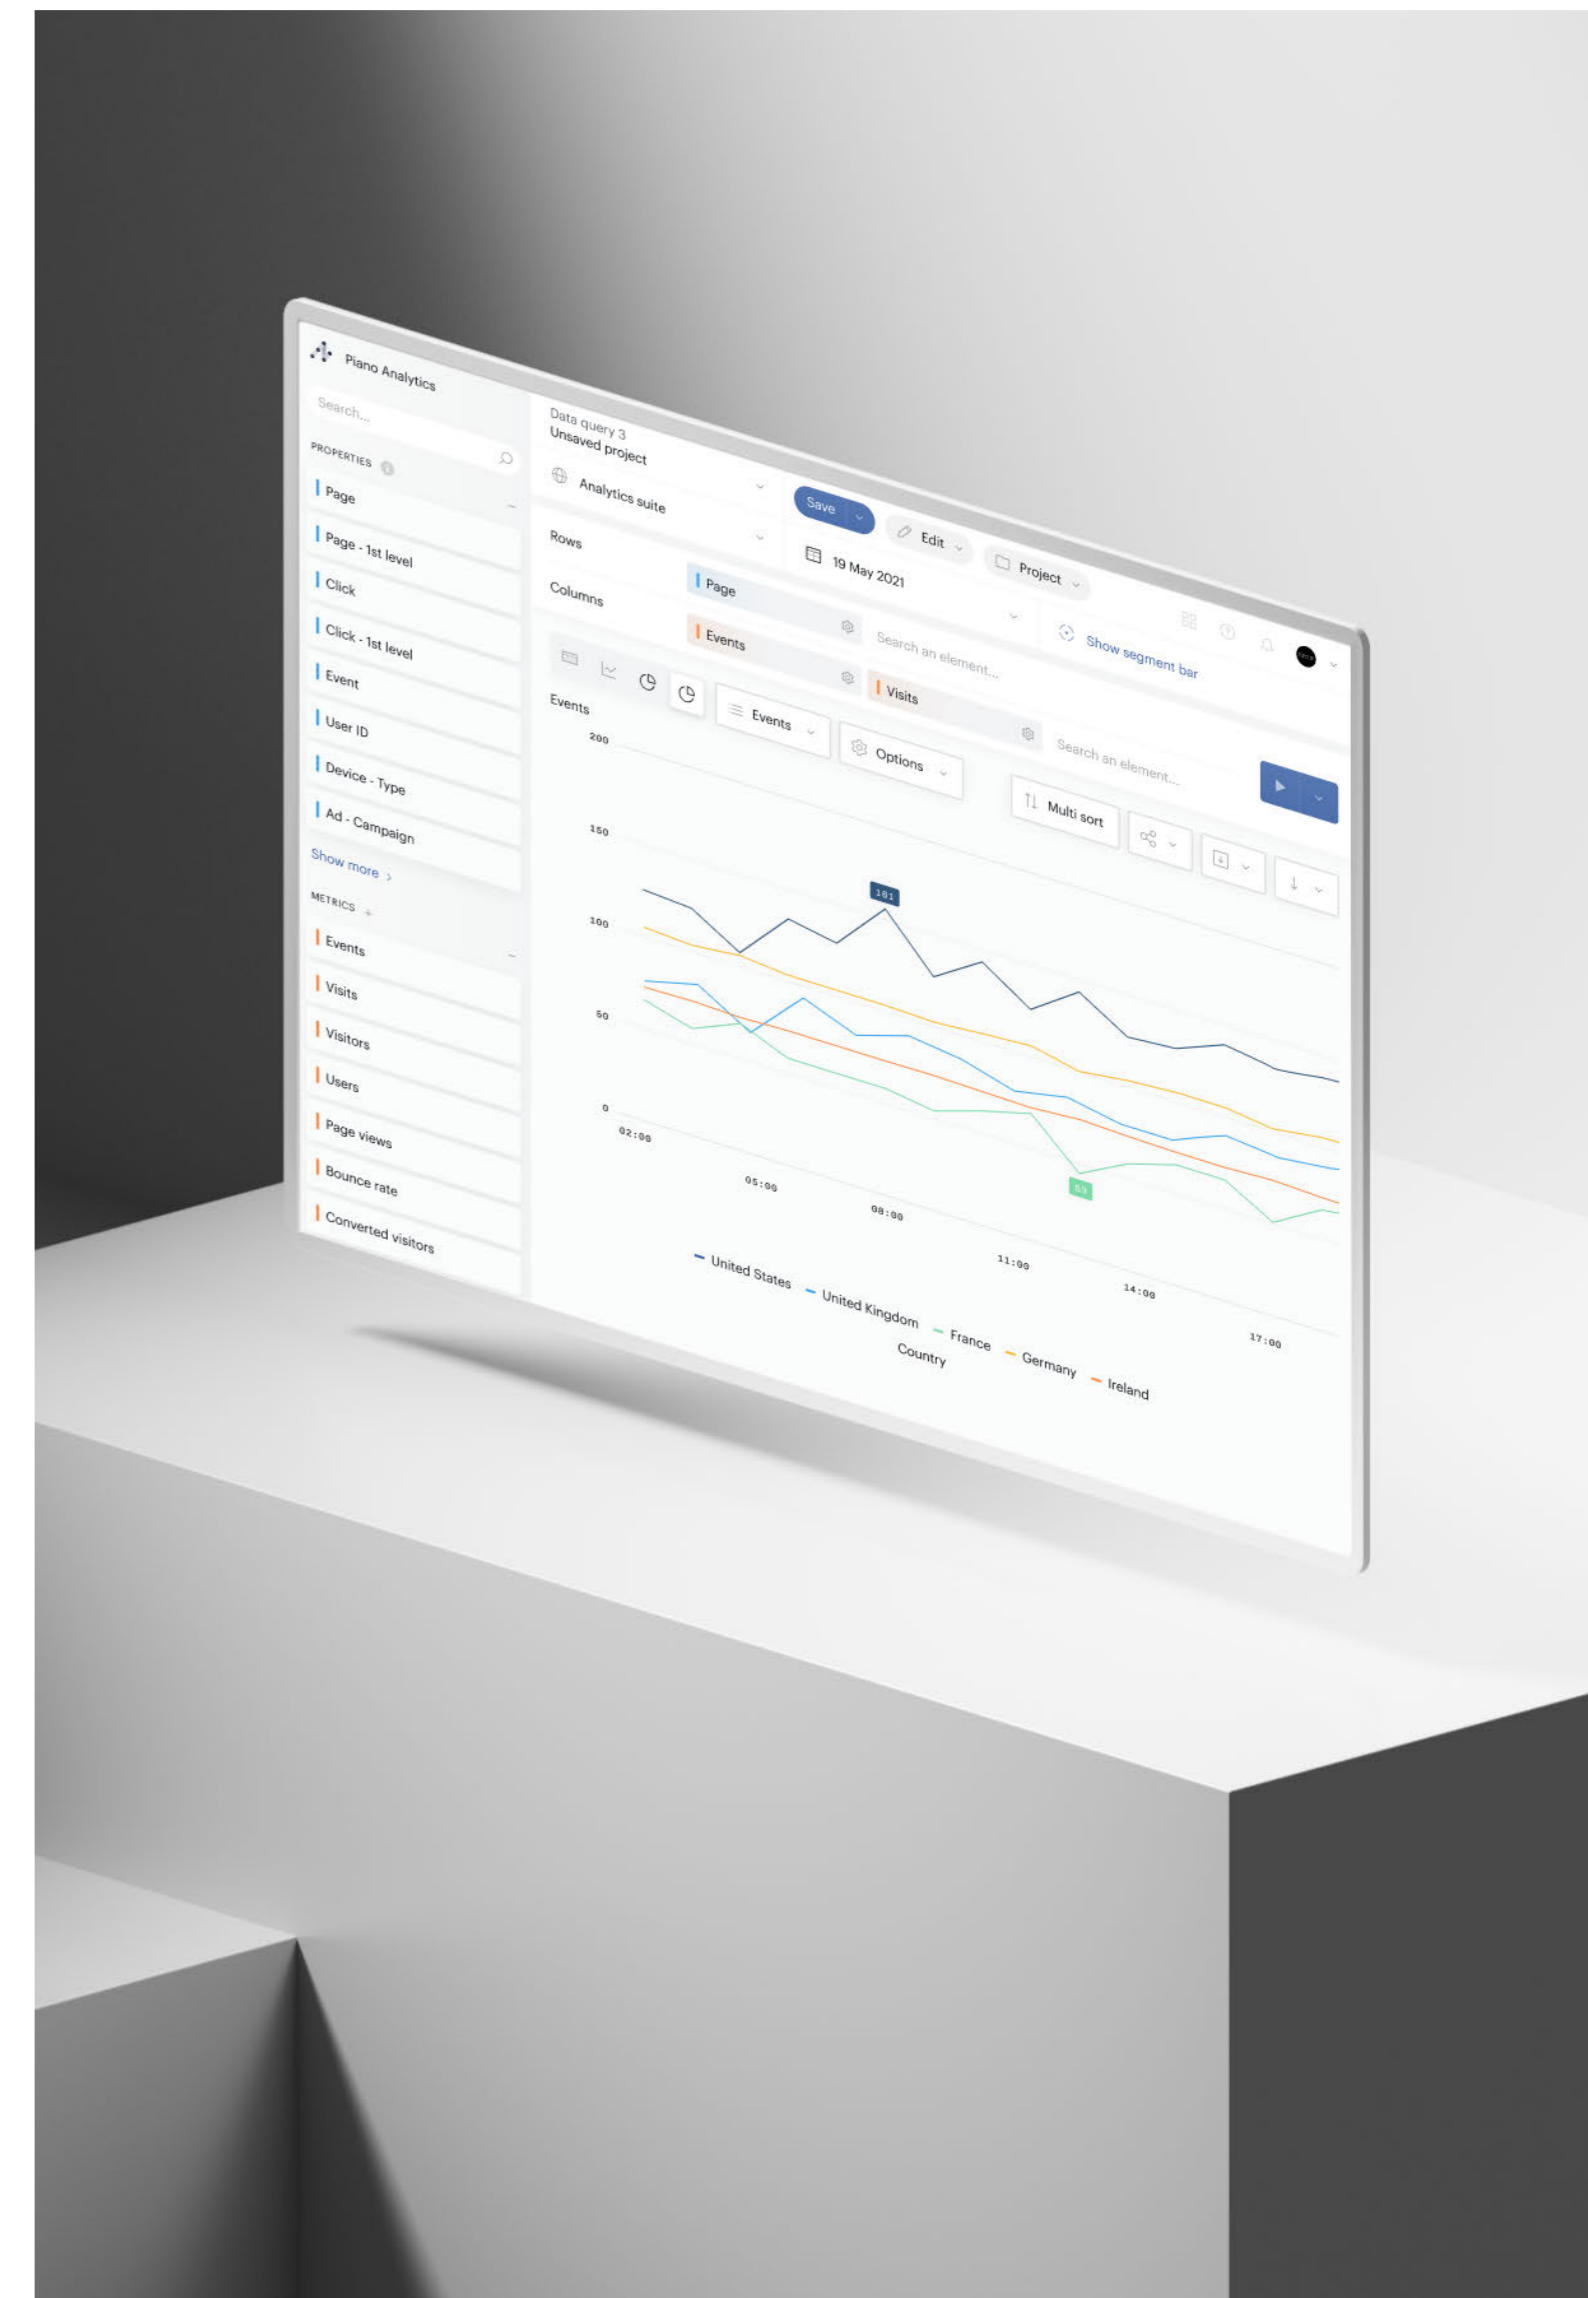 Piano Analytics
Search...
PROPERTIES
Page
Page - 1st level
Click
Click - 1st level
Event
User ID
Device - Type
Ad - Campaign
Show more >
METRICS +
Events
Visits
Visitors
Users
Page views
Bounce rate
Converted visitors
Data query 3
Unsaved project
Save
Edit
Project
Analytics suite
19 May 2021
Show segment bar
Rows
Page
Search an element...
Columns
Events
Visits
Search an element...
Events
Options
Multi sort
Events
200
150
100
50
0
161
53
02:00
05:00
08:00
11:00
14:00
17:00
United States
United Kingdom
France
Germany
Ireland
Country